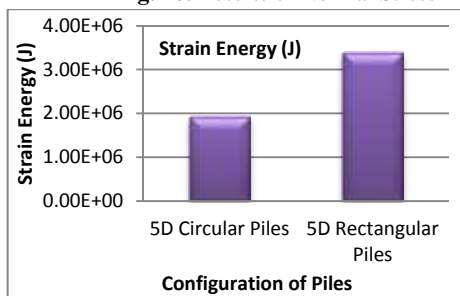 Strain Energy (J)
4.00E+06
3.00E+06
2.00E+06
1.00E+06
0.00E+00
Strain Energy (J)
5D Circular Piles
5D Rectangular
Piles
Configuration of Piles